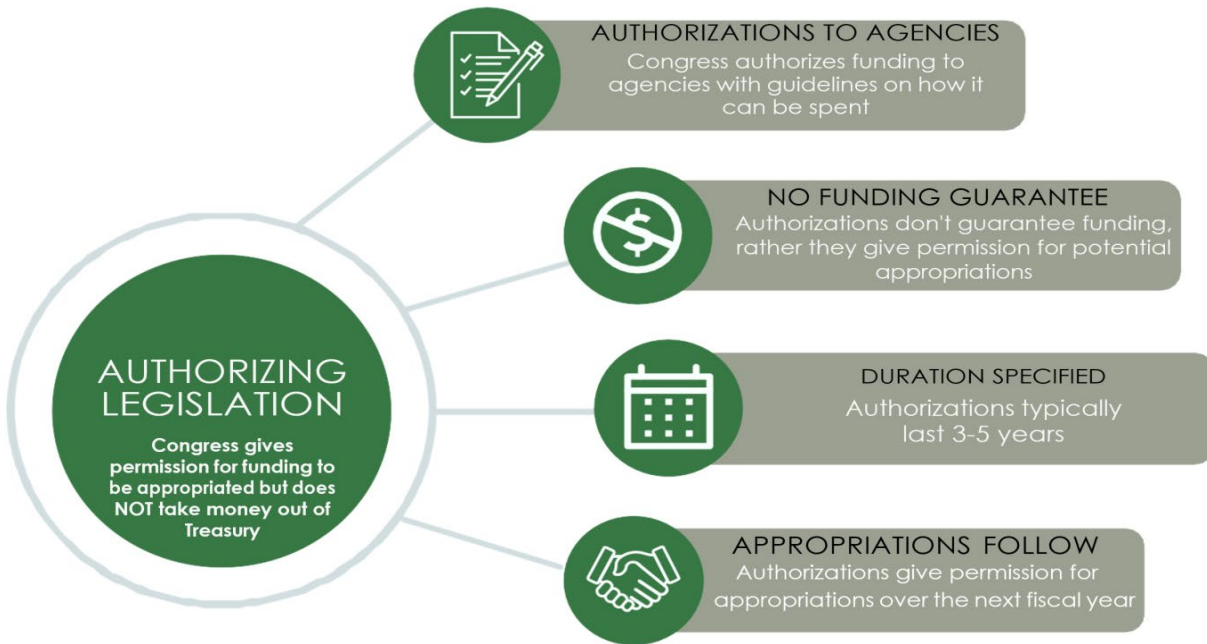 AUTHORIZATIONS TO AGENCIES
Congress authorizes funding to
agencies with guidelines on how it
can be spent
NO FUNDING GUARANTEE
Authorizations don't guarantee funding,
rather they give permission for potential
appropriations
AUTHORIZING
LEGISLATION
Congress gives
permission for funding to
be appropriated but does
NOT take money out of
Treasury
DURATION SPECIFIED
Authorizations typically
last 3-5 years
APPROPRIATIONS FOLLOW
Authorizations give permission for
appropriations over the next fiscal year